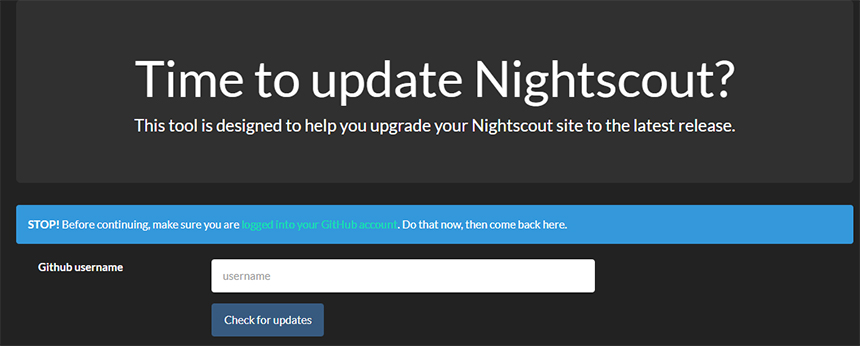 Time to update Nightscout?
This tool is designed to help you upgrade your Nightscout site to the latest release.
STOP! Before continuing, make sure you are logged into your GitHub account. Do that now, then come back here.
Github username
username
Check for updates